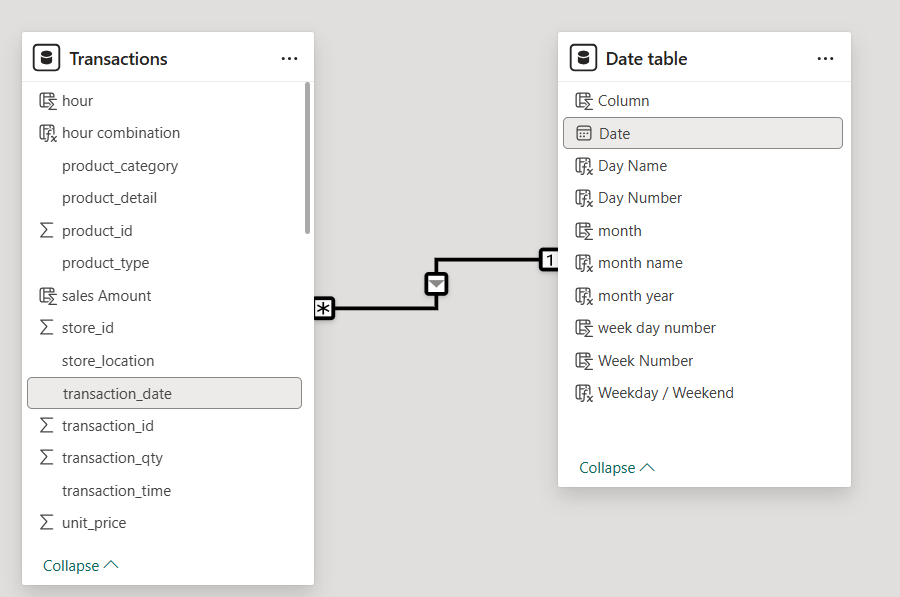 Transactions
hour
hour combination
product_category
product_detail
product_id
product_type
sales Amount
store_id
store_location
transaction_date
transaction_id
transaction_qty
transaction_time
unit_price
Collapse
*
1
Date table
Column
Date
Day Name
Day Number
month
month name
month year
week day number
Week Number
Weekday / Weekend
Collapse